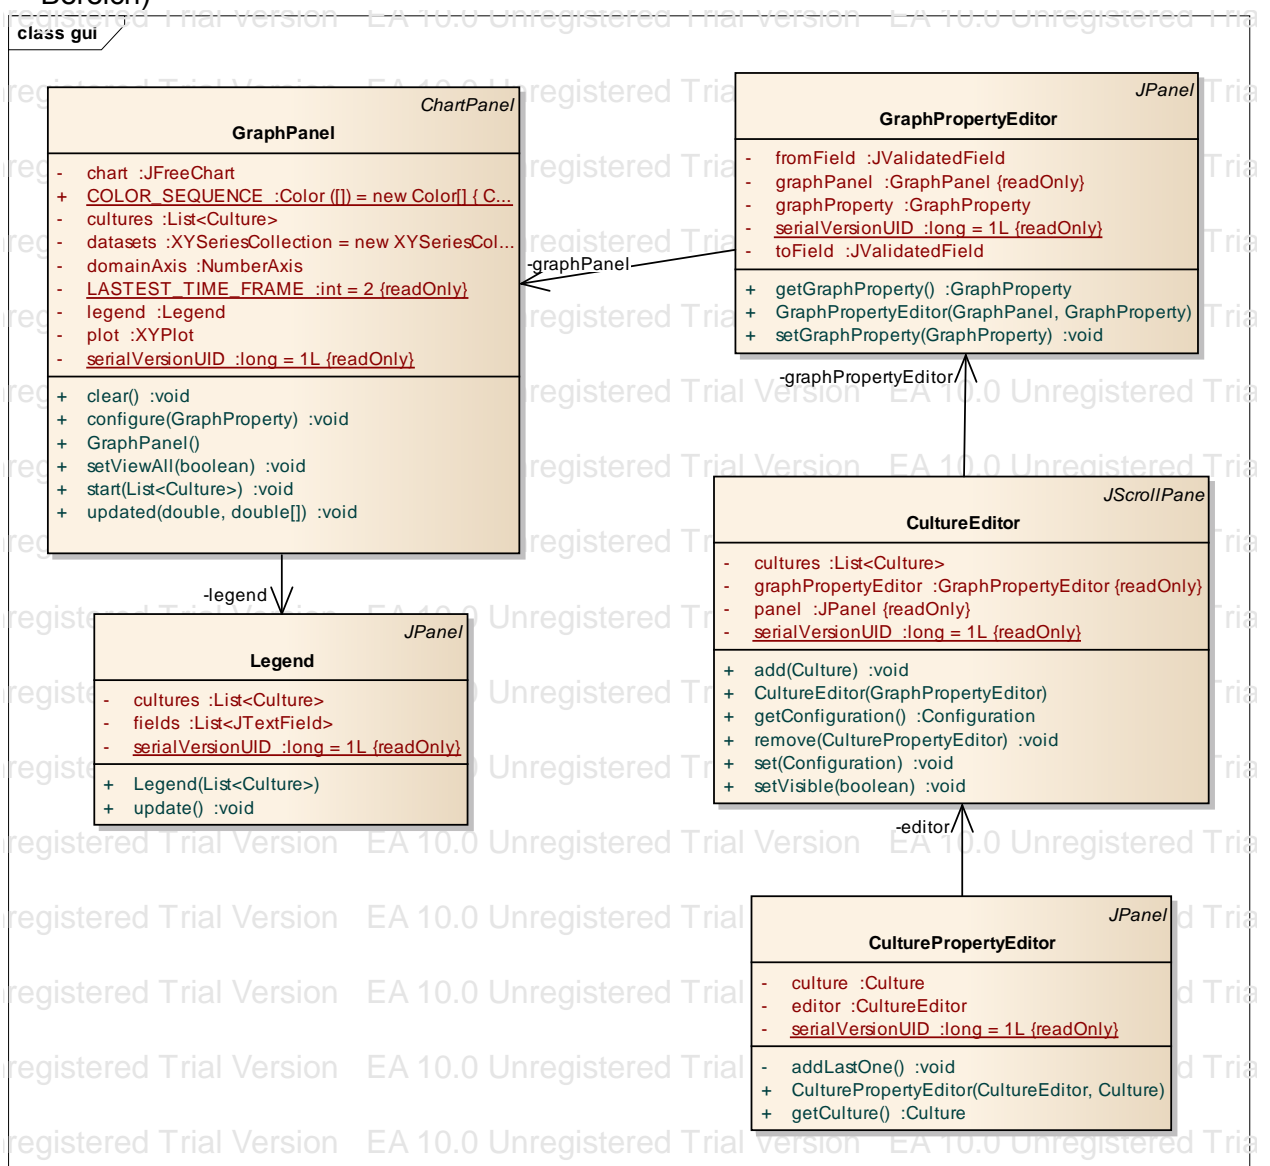 class gui
ChartPanel
GraphPanel
- chart :JFreeChart
+ COLOR_SEQUENCE :Color ([]) = new Color[] { C...
- cultures :List<Culture>
- datasets :XYSeriesCollection = new XYSeriesCol...
- domainAxis :NumberAxis
- LASTEST_TIME_FRAME :int = 2 {readOnly}
- legend :Legend
- plot :XYPlot
- serialVersionUID :long = 1L {readOnly}
+ clear() :void
+ configure(GraphProperty) :void
+ GraphPanel()
+ setViewAll(boolean) :void
+ start(List<Culture>) :void
+ updated(double, double[]) :void
-legend
JPanel
Legend
- cultures :List<Culture>
- fields :List<JTextField>
- serialVersionUID :long = 1L {readOnly}
+ Legend(List<Culture>)
+ update() :void
-graphPanel
JPanel
GraphPropertyEditor
- fromField :JValidatedField
- graphPanel :GraphPanel {readOnly}
- graphProperty :GraphProperty
- serialVersionUID :long = 1L {readOnly}
- toField :JValidatedField
+ getGraphProperty() :GraphProperty
+ GraphPropertyEditor(GraphPanel, GraphProperty)
+ setGraphProperty(GraphProperty) :void
-graphPropertyEditor
JScrollPane
CultureEditor
- cultures :List<Culture>
- graphPropertyEditor :GraphPropertyEditor {readOnly}
- panel :JPanel {readOnly}
- serialVersionUID :long = 1L {readOnly}
+ add(Culture) :void
+ CultureEditor(GraphPropertyEditor)
+ getConfiguration() :Configuration
+ remove(CulturePropertyEditor) :void
+ set(Configuration) :void
+ setVisible(boolean) :void
-editor
JPanel
CulturePropertyEditor
- culture :Culture
- editor :CultureEditor
- serialVersionUID :long = 1L {readOnly}
- addLastOne() :void
+ CulturePropertyEditor(CultureEditor, Culture)
+ getCulture() :Culture
EA 10.0 Unregistered Trial Version